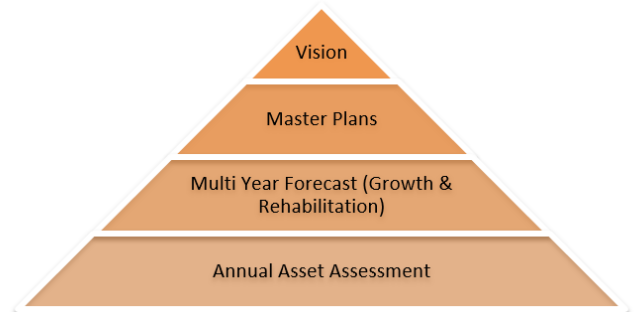 Vision
Master Plans
Multi Year Forecast (Growth &
Rehabilitation)
Annual Asset Assessment